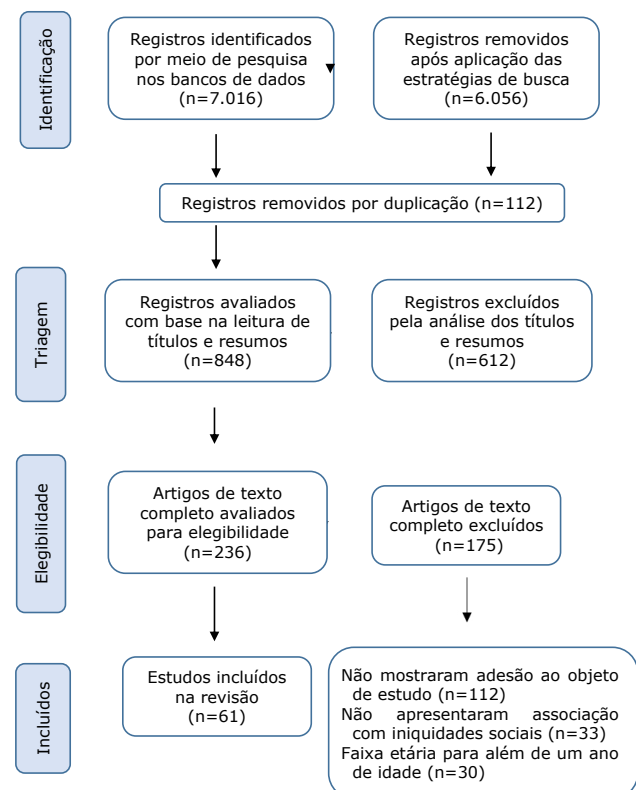 Identificação
Registros identificados
por meio de pesquisa
nos bancos de dados
(n=7.016)
Registros removidos
após aplicação das
estratégias de busca
(n=6.056)
Registros removidos por duplicação (n=112)
Triagem
Registros avaliados
com base na leitura de
títulos e resumos
(n=848)
Registros excluídos
pela análise dos títulos
e resumos
(n=612)
Elegibilidade
Artigos de texto
completo avaliados
para elegibilidade
(n=236)
Artigos de texto
completo excluídos
(n=175)
Incluídos
Estudos incluídos
na revisão
(n=61)
Não mostraram adesão ao objeto
de estudo (n=112)
Não apresentaram associação
com iniquidades sociais (n=33)
Faixa etária para além de um ano
de idade (n=30)